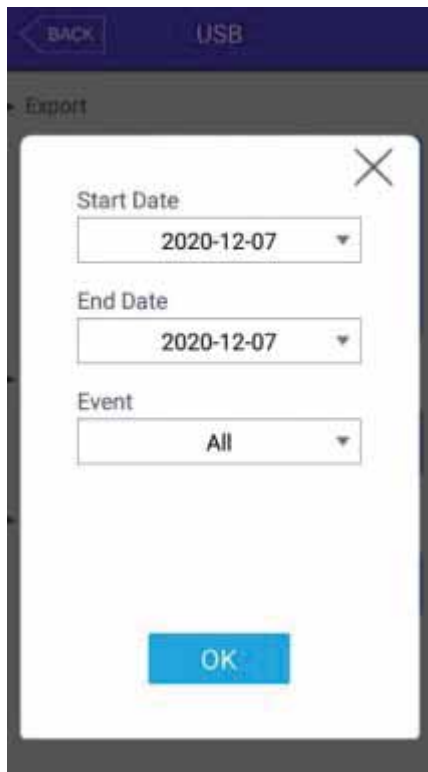 BACK
USB
Export
Start Date
2020-12-07
End Date
2020-12-07
Event
All
OK